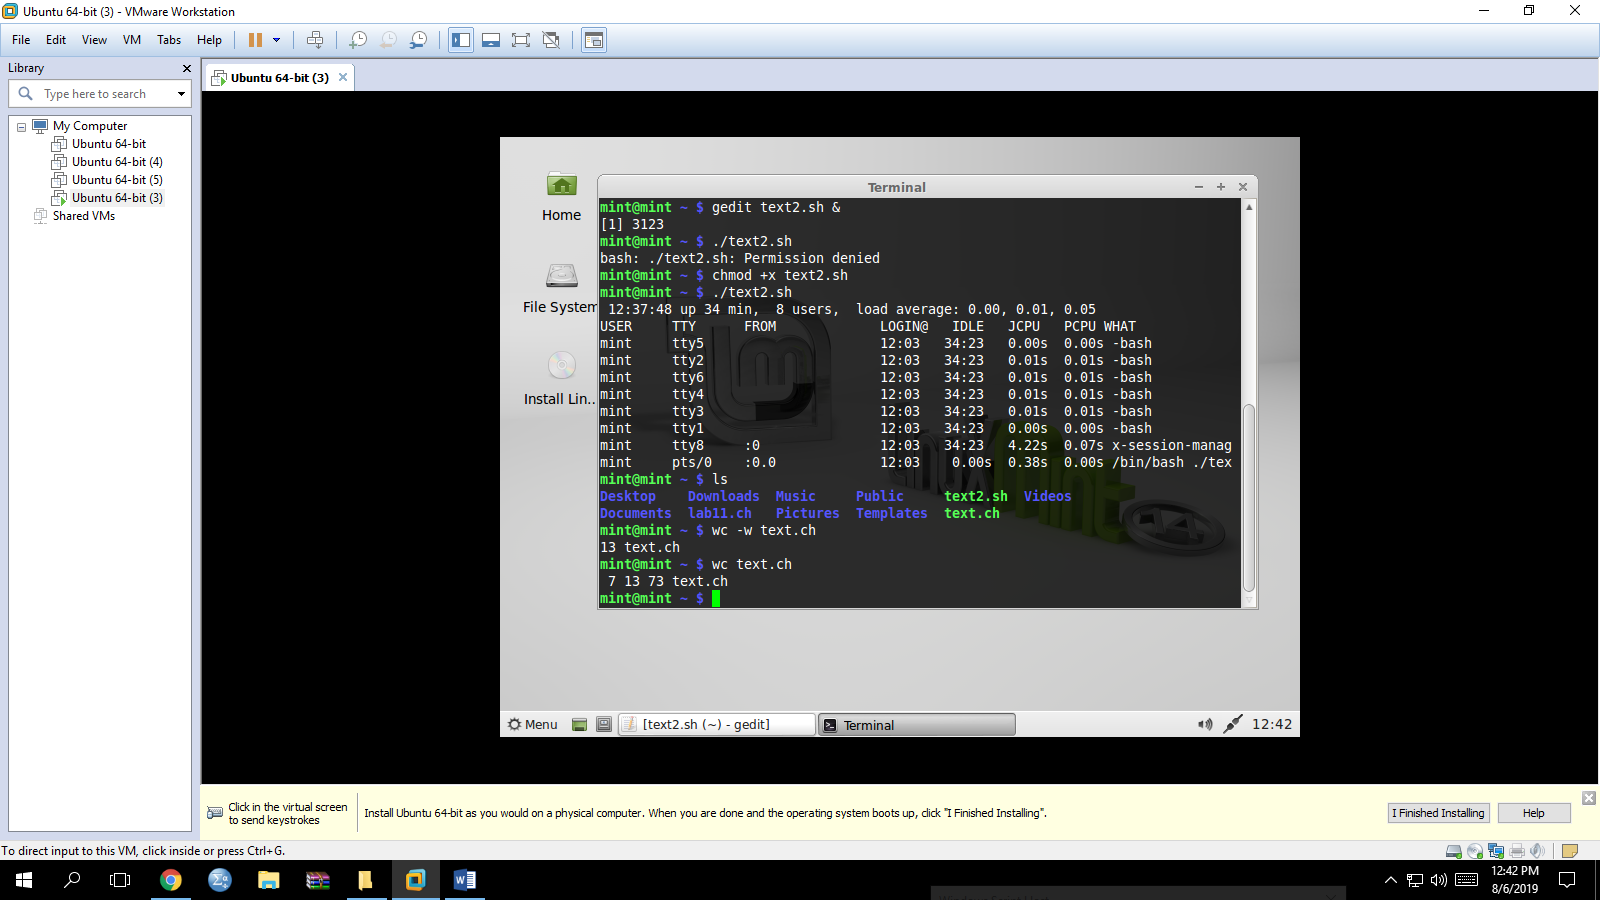 Ubuntu 64-bit (3) - VMware Workstation
File Edit View VM Tabs Help
Library
Type here to search
My Computer
Ubuntu 64-bit
Ubuntu 64-bit (4)
Ubuntu 64-bit (5)
Ubuntu 64-bit (3)
Shared VMs
Ubuntu 64-bit (3)
Home
File System
Install Lin...
Terminal
mint@mint ~ $ gedit text2.sh &
[1] 3123
mint@mint ~ $ ./text2.sh
bash: ./text2.sh: Permission denied
mint@mint ~ $ chmod +x text2.sh
mint@mint ~ $ ./text2.sh
12:37:48 up 34 min, 8 users, load average: 0.00, 0.01, 0.05
USER TTY FROM LOGIN@ IDLE JCPU PCPU WHAT
mint tty5 12:03 34:23 0.00s 0.00s -bash
mint tty2 12:03 34:23 0.01s 0.01s -bash
mint tty6 12:03 34:23 0.01s 0.01s -bash
mint tty4 12:03 34:23 0.01s 0.01s -bash
mint tty3 12:03 34:23 0.01s 0.01s -bash
mint tty1 12:03 34:23 0.00s 0.00s -bash
mint tty8 :0 12:03 34:23 4.22s 0.07s x-session-manag
mint pts/0 :0.0 12:03 0.00s 0.38s 0.00s /bin/bash ./tex
mint@mint ~ $ ls
Desktop Downloads Music Public text2.sh Videos
Documents lab11.ch Pictures Templates text.ch
mint@mint ~ $ wc -w text.ch
13 text.ch
mint@mint ~ $ wc text.ch
7 13 73 text.ch
mint@mint ~ $
Menu
[text2.sh (~) - gedit]
Terminal
12:42
Click in the virtual screen
to send keystrokes
Install Ubuntu 64-bit as you would on a physical computer. When you are done and the operating system boots up, click "I Finished Installing".
I Finished Installing
Help
To direct input to this VM, click inside or press Ctrl+G.
12:42 PM
8/6/2019